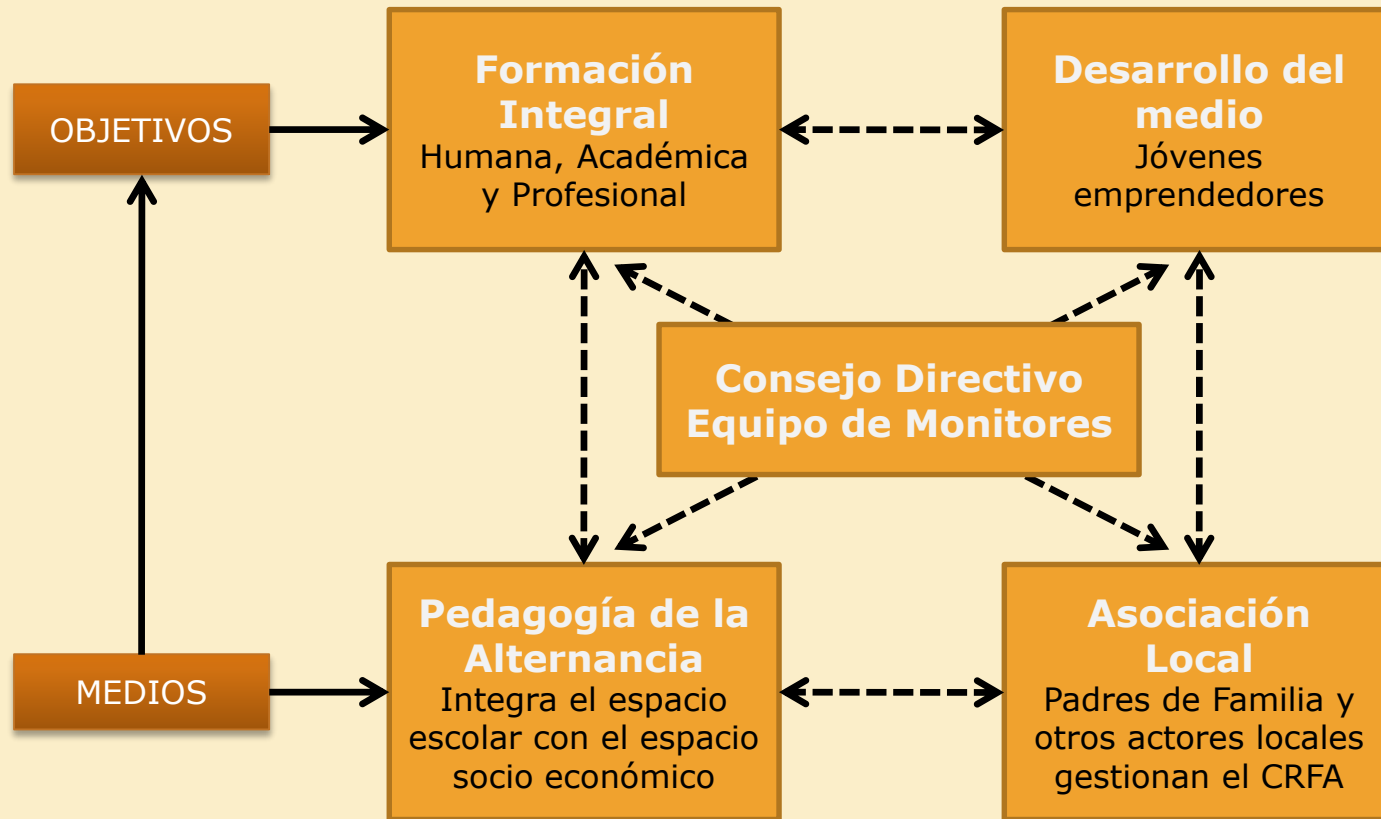 OBJETIVOS
Formación
Integral
Humana, Académica
y Profesional
Desarrollo del
medio
Jóvenes
emprendedores
Consejo Directivo
Equipo de Monitores
MEDIOS
Pedagogía de la
Alternancia
Integra el espacio
escolar con el espacio
socio económico
Asociación
Local
Padres de Familia y
otros actores locales
gestionan el CRFA